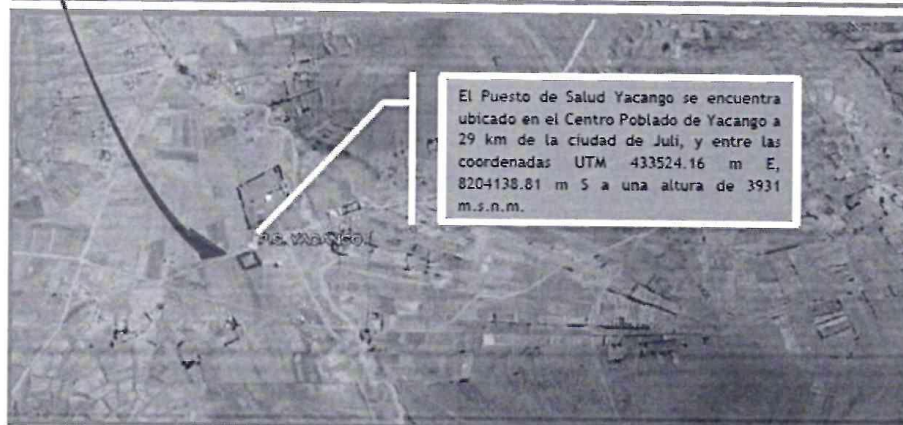 El Puesto de Salud Yacango se encuentra
ubicado en el Centro Poblado de Yacango a
29 km de la ciudad de Juli, y entre las
coordenadas UTM 433524.16 m E,
8204138.81 m S a una altura de 3931
m.s.n.m.
P.S. YACANGO